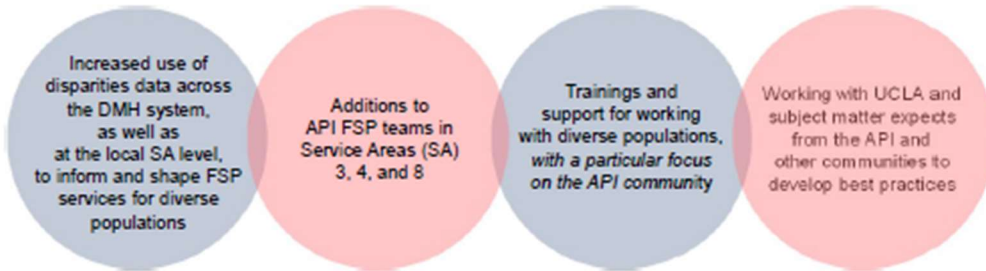 Increased use of
disparities data across
the DMH system,
as well as
at the local SA level,
to inform and shape FSP
services for diverse
populations
Additions to
API FSP teams in
Service Areas (SA)
3, 4, and 8
Trainings and
support for working
with diverse populations,
with a particular focus
on the API community
Working with UCLA and
subject matter expects
from the API and
other communities to
develop best practices